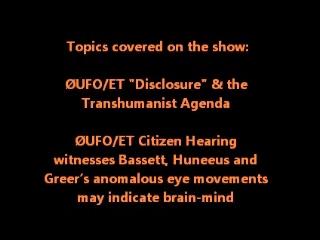 Topics covered on the show:
ØUFO/ET "Disclosure" & the
Transhumanist Agenda
ØUFO/ET Citizen Hearing
witnesses Bassett, Huneeus and
Greer’s anomalous eye movements
may indicate brain-mind